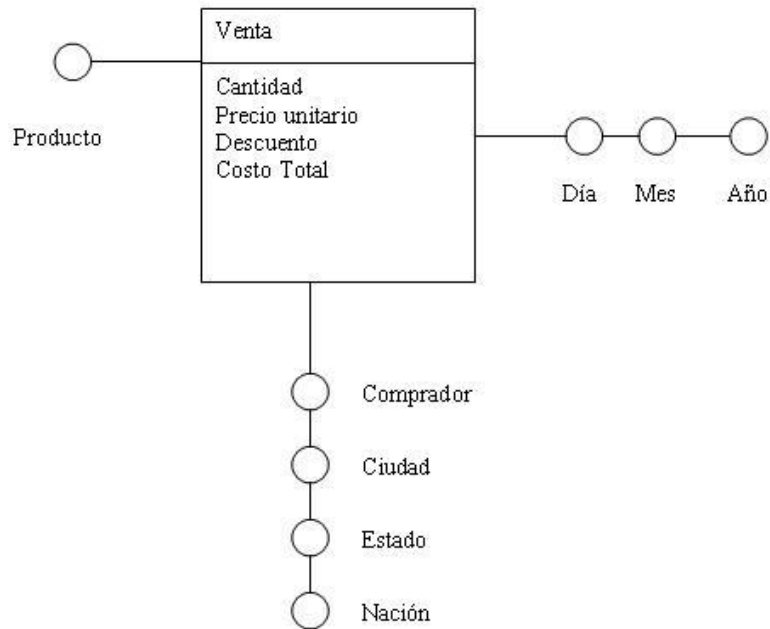 Venta
Cantidad
Precio unitario
Descuento
Costo Total
Producto
Día
Mes
Año
Comprador
Ciudad
Estado
Nación